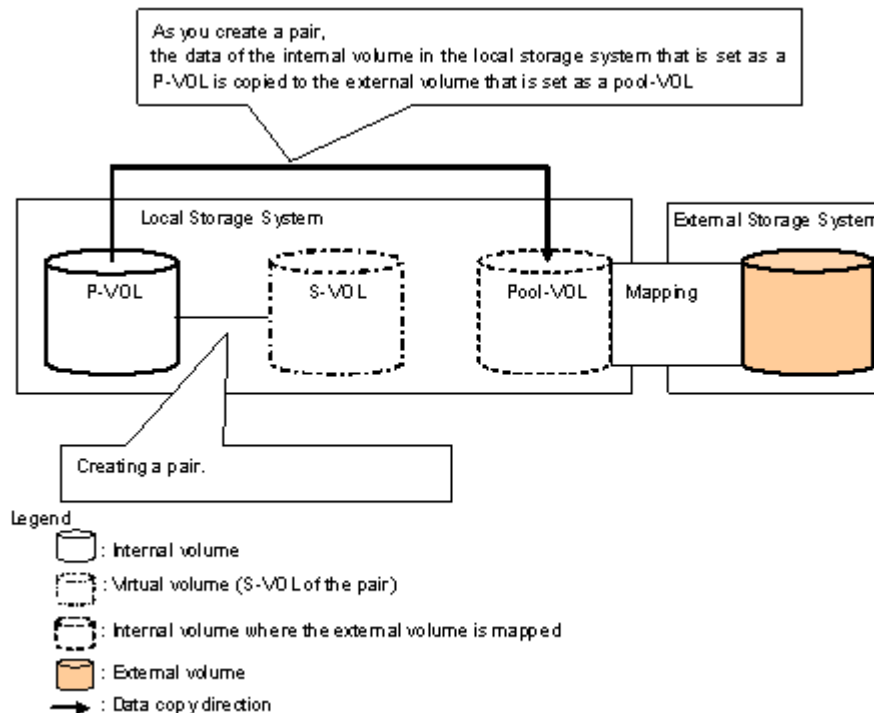 As you create a pair,
the data of the internal volume in the local storage system that is set as a
P-VOL is copied to the external volume that is set as a pool-VOL
Local Storage System
External Storage System
P-VOL
S-VOL
Pool-VOL
Mapping
Creating a pair.
Legend
: Internal volume
: Virtual volume (S-VOL of the pair)
: Internal volume where the external volume is mapped
: External volume
: Data copy direction